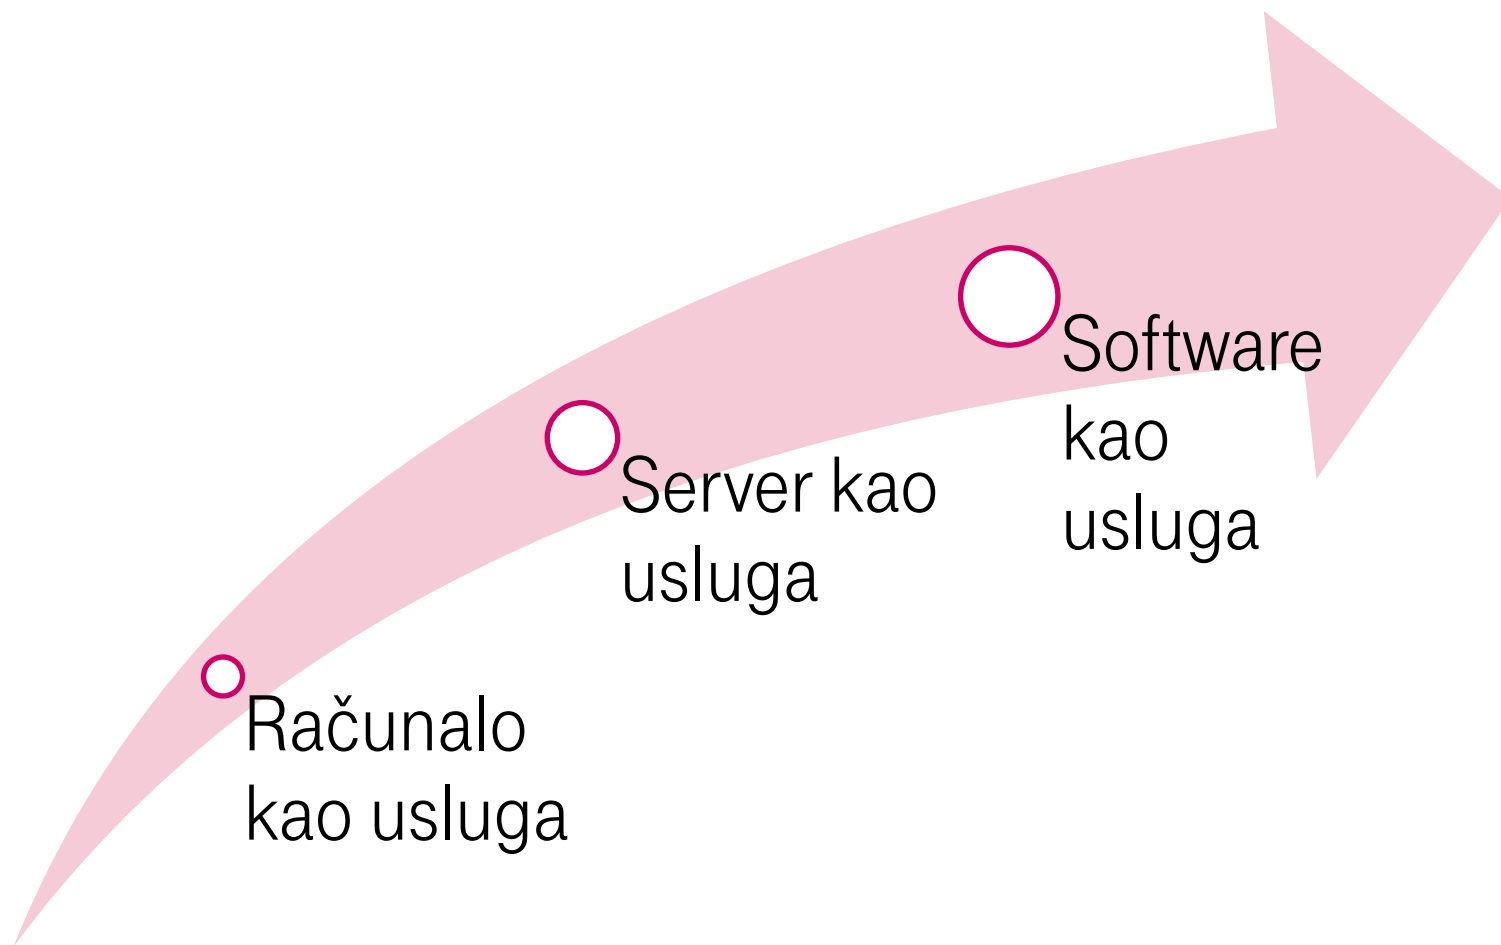 Software
kao
usluga
Server kao
usluga
Računalo
kao usluga